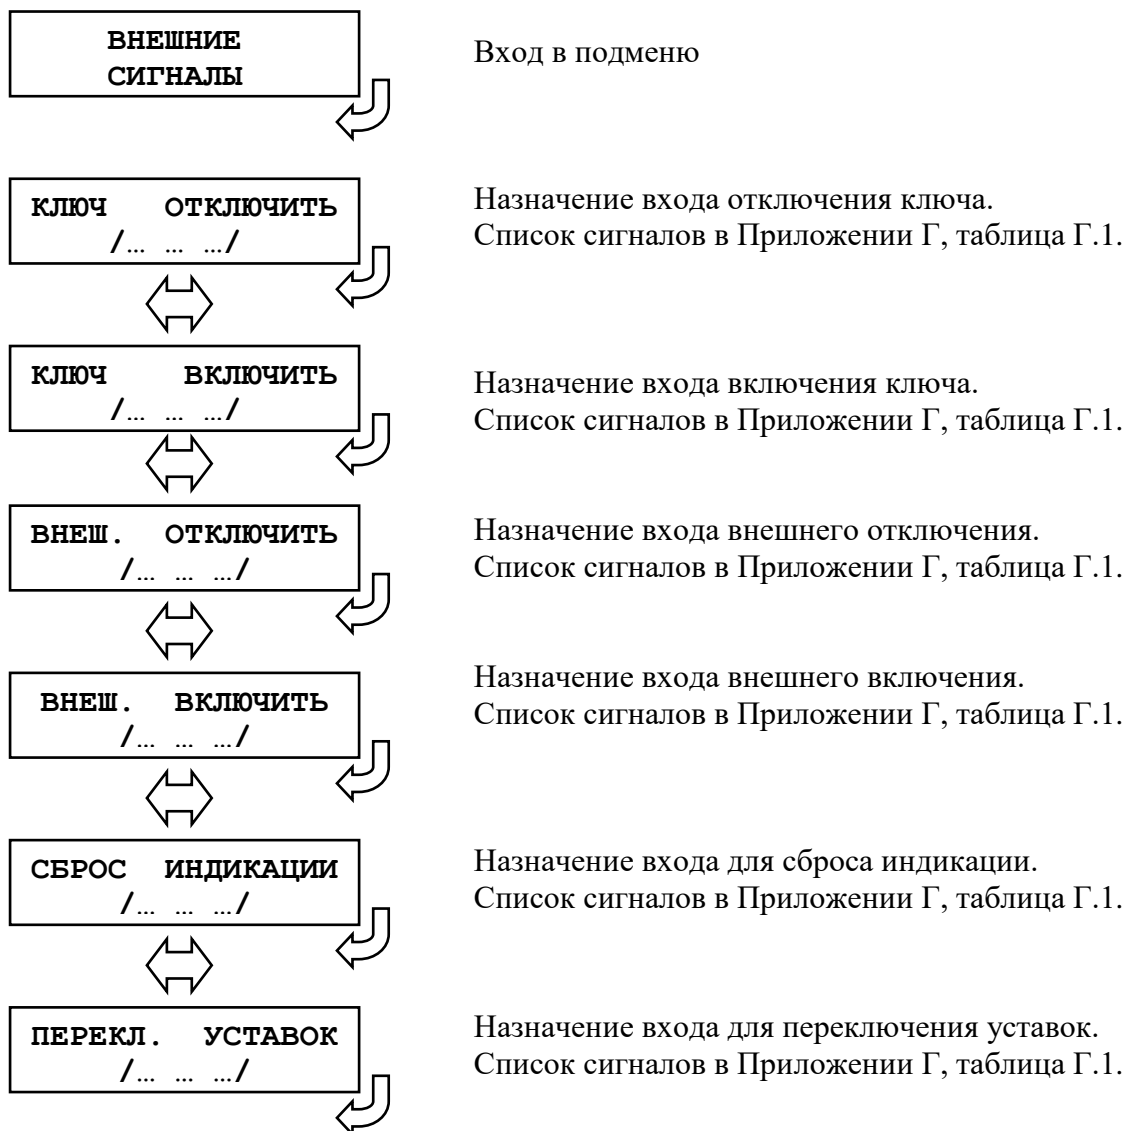 ВНЕШНИЕ
СИГНАЛЫ
Вход в подменю
КЛЮЧ ОТКЛЮЧИТЬ
/… … …/
Назначение входа отключения ключа.
Список сигналов в Приложении Г, таблица Г.1.
КЛЮЧ ВКЛЮЧИТЬ
/… … …/
Назначение входа включения ключа.
Список сигналов в Приложении Г, таблица Г.1.
ВНЕШ. ОТКЛЮЧИТЬ
/… … …/
Назначение входа внешнего отключения.
Список сигналов в Приложении Г, таблица Г.1.
ВНЕШ. ВКЛЮЧИТЬ
/… … …/
Назначение входа внешнего включения.
Список сигналов в Приложении Г, таблица Г.1.
СБРОС ИНДИКАЦИИ
/… … …/
Назначение входа для сброса индикации.
Список сигналов в Приложении Г, таблица Г.1.
ПЕРЕКЛ. УСТАВОК
/… … …/
Назначение входа для переключения уставок.
Список сигналов в Приложении Г, таблица Г.1.